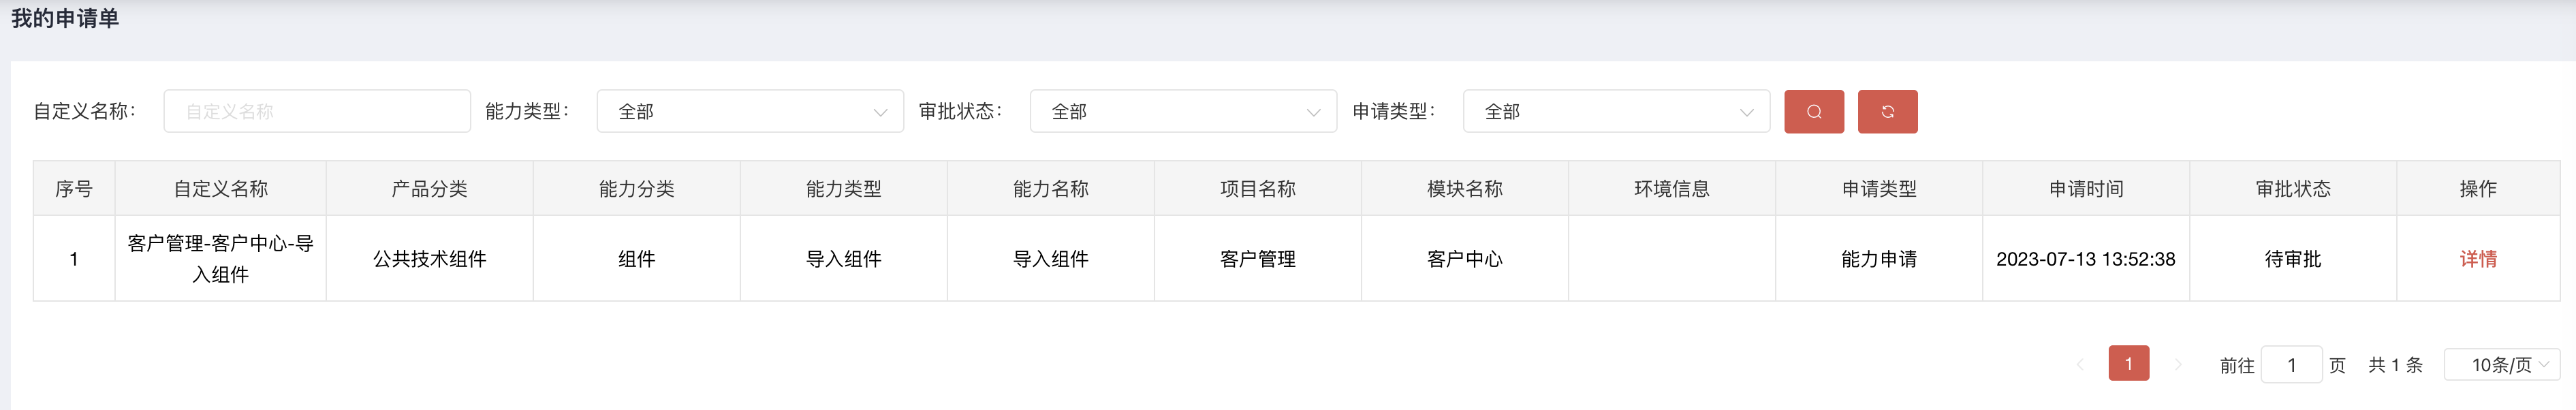 我的申请单
自定义名称： 自定义名称 能力类型： 全部 审批状态： 全部 申请类型： 全部
序号 自定义名称 产品分类 能力分类 能力类型 能力名称 项目名称 模块名称 环境信息 申请类型 申请时间 审批状态 操作
1 客户管理-客户中心-导入组件 公共技术组件 组件 导入组件 导入组件 客户管理 客户中心 能力申请 2023-07-13 13:52:38 待审批 详情
1 前往 1 页 共 1 条 10条/页